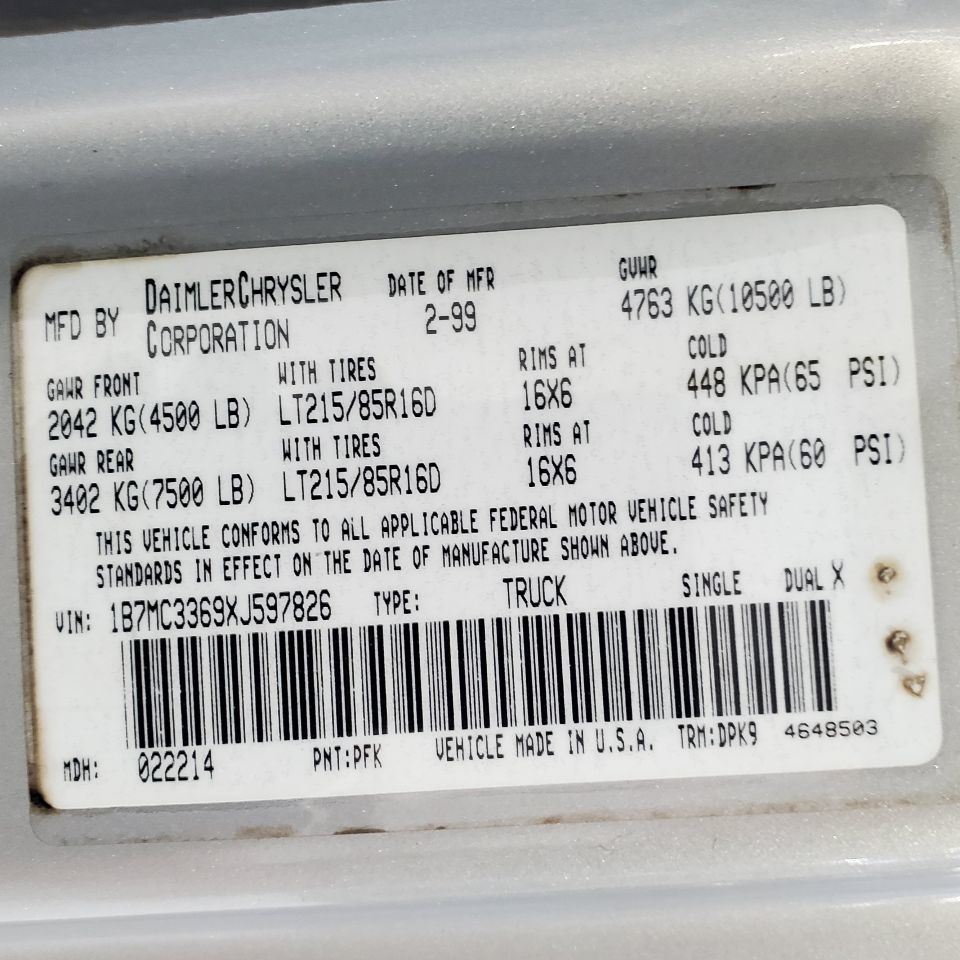 MFD BY DAIMLERCHRYSLER CORPORATION DATE OF MFR 2-99 GVWR 4763 KG(10500 LB)
GAWR FRONT WITH TIRES RIMS AT COLD
2042 KG(4500 LB) LT215/85R16D 16X6 448 KPA(65 PSI)
GAWR REAR WITH TIRES RIMS AT COLD
3402 KG(7500 LB) LT215/85R16D 16X6 413 KPA(60 PSI)
THIS VEHICLE CONFORMS TO ALL APPLICABLE FEDERAL MOTOR VEHICLE SAFETY
STANDARDS IN EFFECT ON THE DATE OF MANUFACTURE SHOWN ABOVE.
VIN: 1B7MC3369XJ597826 TYPE: TRUCK SINGLE DUAL X
MDH: 022214 PNT:PFK VEHICLE MADE IN U.S.A. TRM:DPK9 4648503